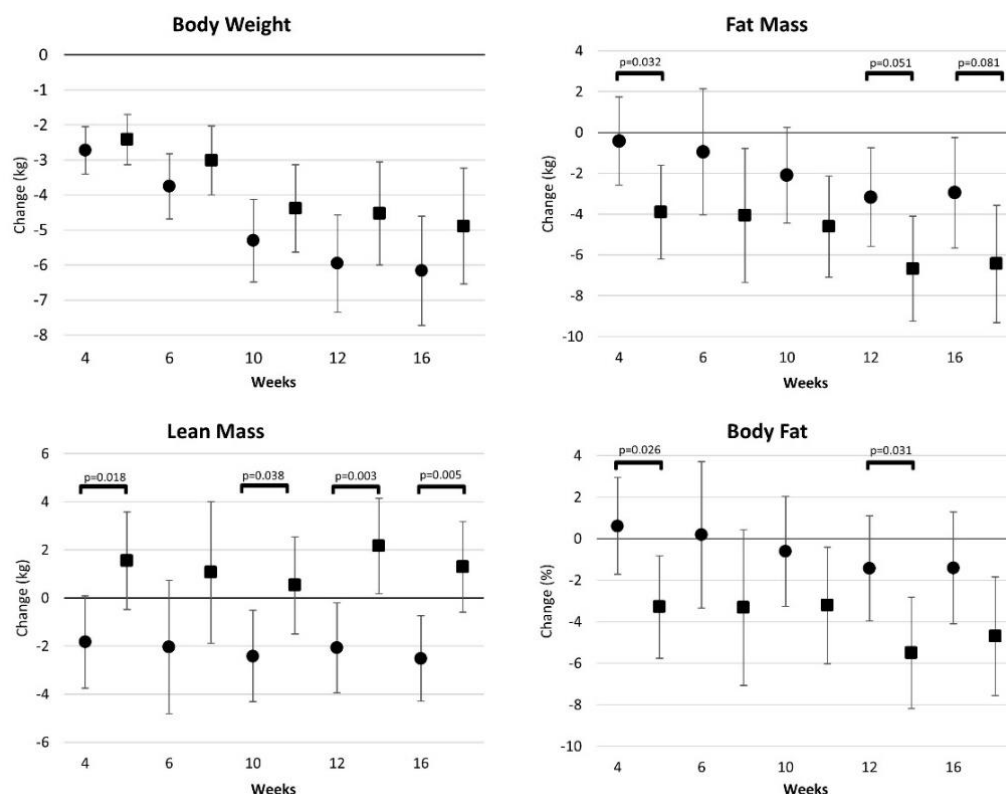 Body Weight
0
-1
-2
-3
-4
-5
-6
-7
-8
Change (kg)
4 6 10 12 16
Weeks
Fat Mass
4
2
0
-2
-4
-6
-8
-10
Change (kg)
p=0.032 p=0.051 p=0.081
4 6 10 12 16
Weeks
Lean Mass
6
4
2
0
-2
-4
-6
Change (kg)
p=0.018 p=0.038 p=0.003 p=0.005
4 6 10 12 16
Weeks
Body Fat
4
2
0
-2
-4
-6
-8
-10
Change (%)
p=0.026 p=0.031
4 6 10 12 16
Weeks